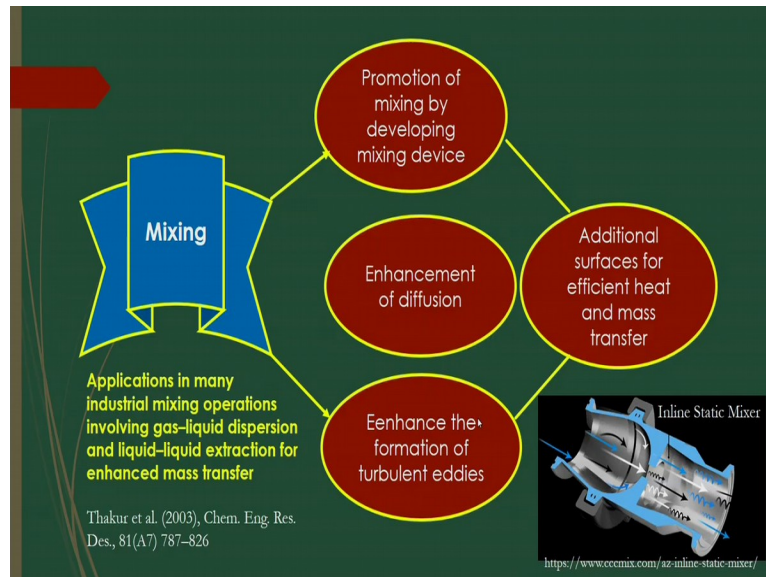 Promotion of
mixing by
developing
mixing device
Mixing
Enhancement
of diffusion
Additional
surfaces for
efficient heat
and mass
transfer
Eenhance the
formation of
turbulent eddies
Applications in many
industrial mixing operations
involving gas–liquid dispersion
and liquid–liquid extraction for
enhanced mass transfer
Thakur et al. (2003), Chem. Eng. Res.
Des., 81(A7) 787–826
Inline Static Mixer
https://www.cccmix.com/az-inline-static-mixer/